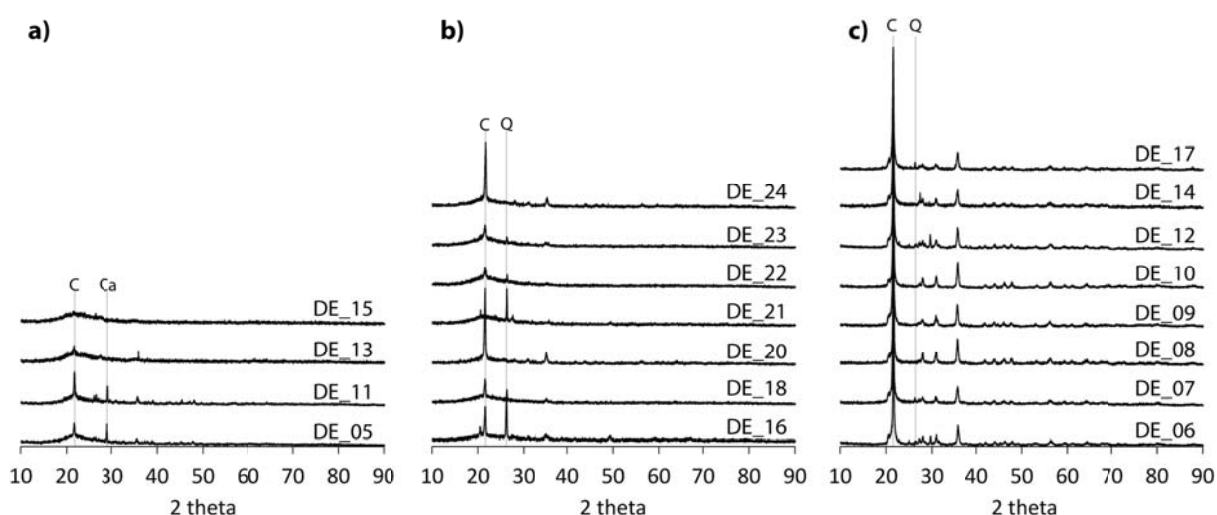 a)
C Ca
DE_15
DE_13
DE_11
DE_05
10 20 30 40 50 60 70 80 90
2 theta
b)
C Q
DE_24
DE_23
DE_22
DE_21
DE_20
DE_18
DE_16
10 20 30 40 50 60 70 80 90
2 theta
c)
C Q
DE_17
DE_14
DE_12
DE_10
DE_09
DE_08
DE_07
DE_06
10 20 30 40 50 60 70 80 90
2 theta